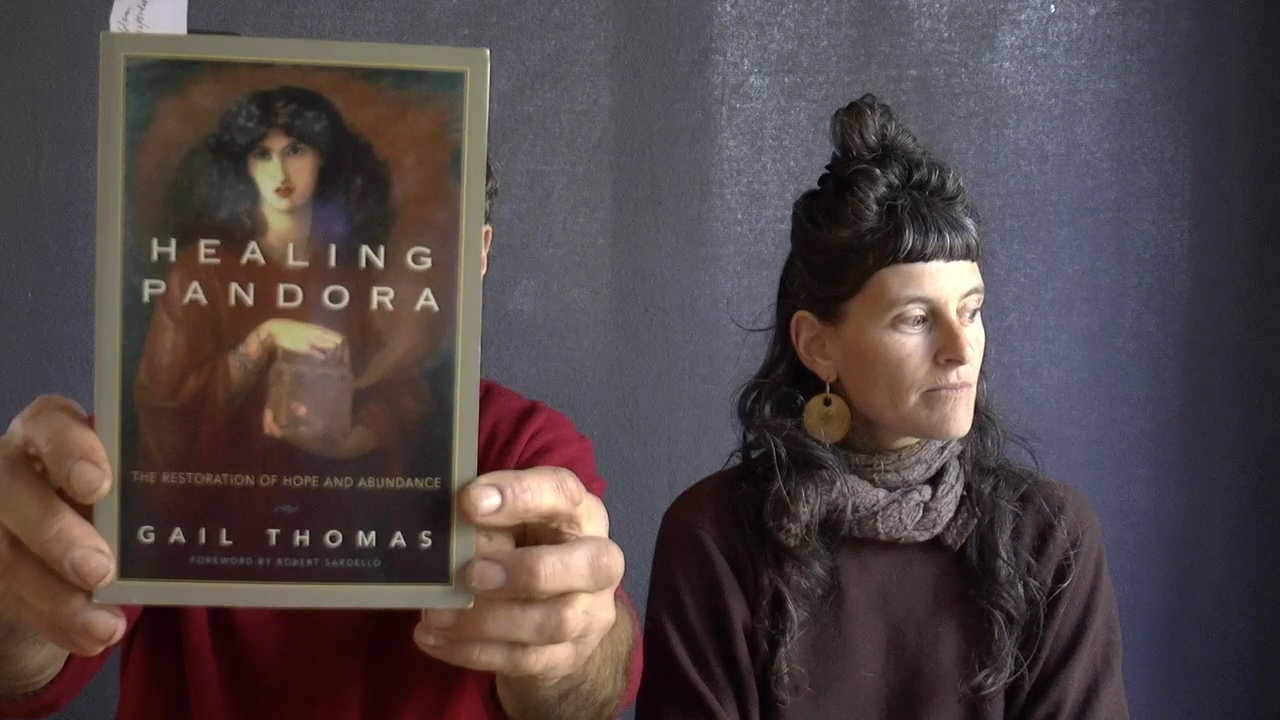 HEALING
PANDORA
THE RESTORATION OF HOPE AND ABUNDANCE
GAIL THOMAS
FOREWORD BY ROBERT SARDELLO